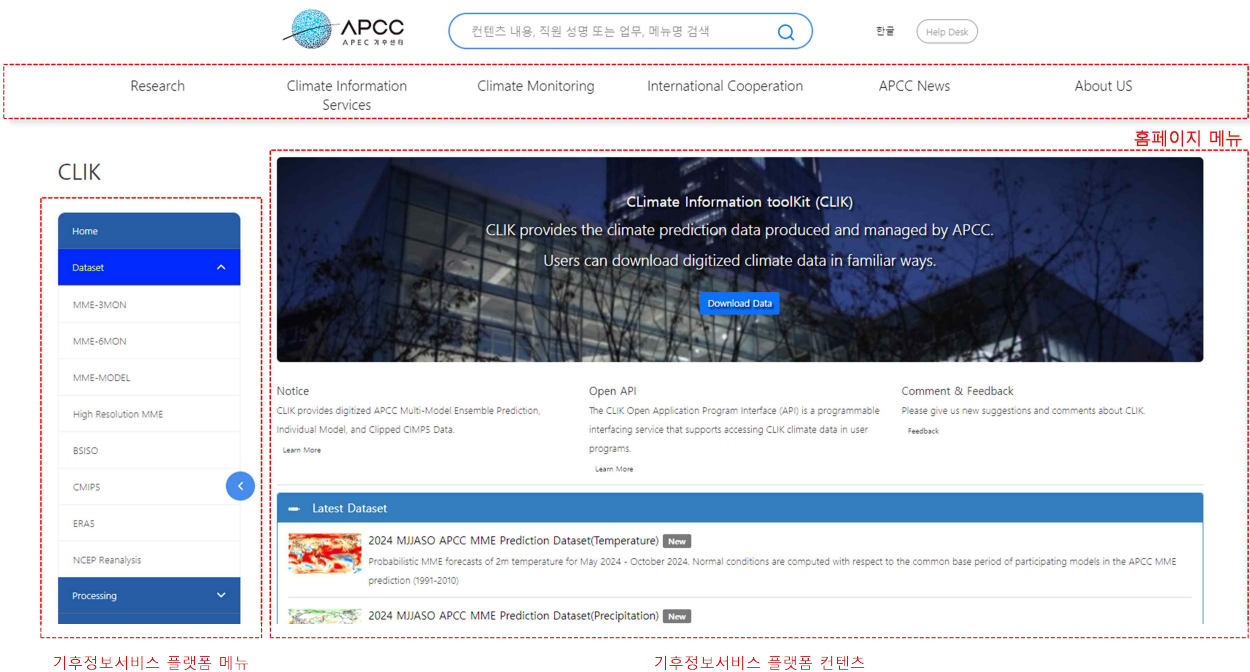 APCC
APEC 기후센터
컨텐츠 내용, 직원 성명 또는 업무, 메뉴명 검색
한글
Help Desk
Research
Climate Information
Services
Climate Monitoring
International Cooperation
APCC News
About US
홈페이지 메뉴
CLIK
Home
Dataset
MME-3MON
MME-6MON
MME-MODEL
High Resolution MME
BSISO
CMIP5
ERA5
NCEP Reanalysis
Processing
기후정보서비스 플랫폼 메뉴
CLimate Information toolKit (CLIK)
CLIK provides the climate prediction data produced and managed by APCC.
Users can download digitized climate data in familiar ways.
Download Data
Notice
CLIK provides digitized APCC Multi-Model Ensemble Prediction,
Individual Model, and Clipped CIMP5 Data.
Learn More
Open API
The CLIK Open Application Program Interface (API) is a programmable
interfacing service that supports accessing CLIK climate data in user
programs.
Learn More
Comment & Feedback
Please give us new suggestions and comments about CLIK.
Feedback
Latest Dataset
2024 MJJASO APCC MME Prediction Dataset(Temperature) New
Probabilistic MME forecasts of 2m temperature for May 2024 - October 2024. Normal conditions are computed with respect to the common base period of participating models in the APCC MME
prediction (1991-2010)
2024 MJJASO APCC MME Prediction Dataset(Precipitation) New
기후정보서비스 플랫폼 컨텐츠